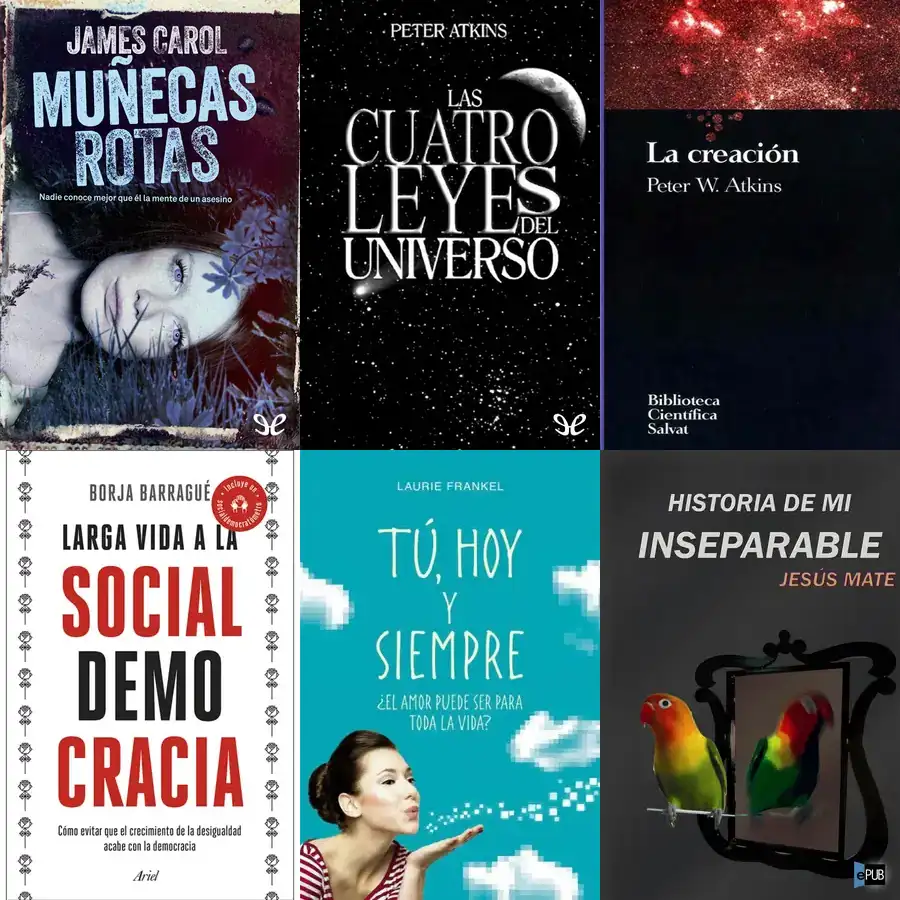 JAMES CAROL
MUÑECAS
ROTAS
Nadie conoce mejor que él la mente de un asesino
PETER ATKINS
LAS
CUATRO
LEYES
DEL
UNIVERSO
La creación
Peter W. Atkins
Biblioteca
Científica
Salvat
BORJA BARRAGUÉ
Incluye un
socialdemocratómetro
LARGA VIDA A LA
SOCIAL
DEMO
CRACIA
Cómo evitar que el crecimiento de la desigualdad
acabe con la democracia
Ariel
LAURIE FRANKEL
TÚ, HOY
Y
SIEMPRE
¿EL AMOR PUEDE SER PARA
TODA LA VIDA?
HISTORIA DE MI
INSEPARABLE
JESÚS MATE
ePUB